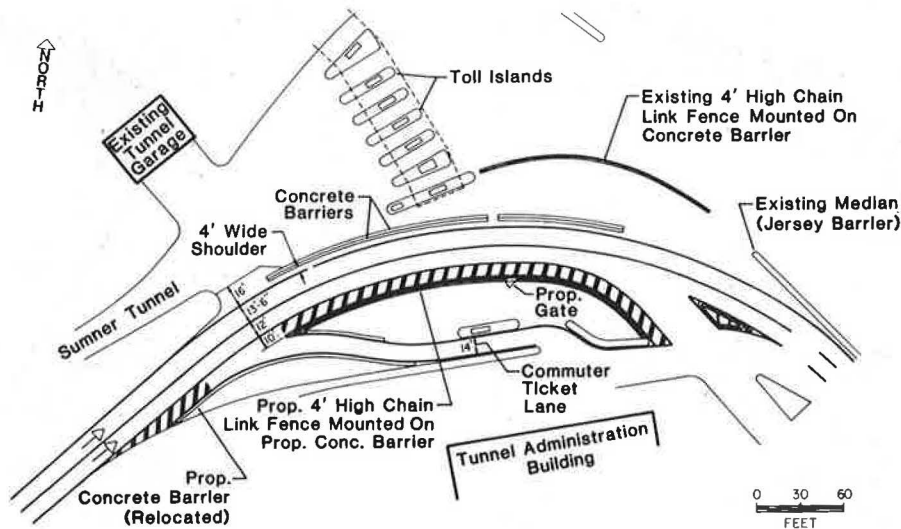 NORTH
Existing
Tunnel
Garage
Toll Islands
Existing 4' High Chain
Link Fence Mounted On
Concrete Barrier
Concrete
Barriers
4' Wide
Shoulder
Existing Median
(Jersey Barrier)
Sumner Tunnel
16'
13'-6"
12'
10'
Prop.
Gate
14'
Commuter
Ticket
Lane
Prop. 4' High Chain
Link Fence Mounted On
Prop. Conc. Barrier
Tunnel Administration
Building
Prop.
Concrete Barrier
(Relocated)
0 30 60
FEET